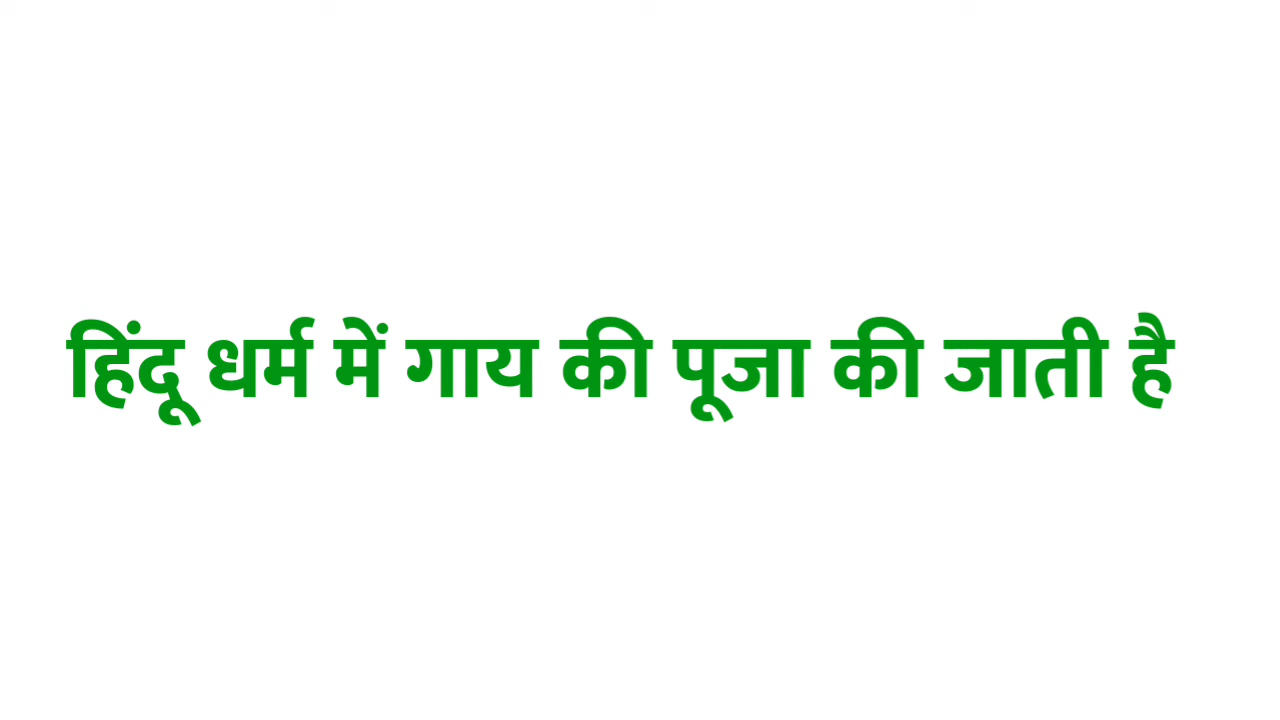 हिंदू धर्म में गाय की पूजा की जाती है